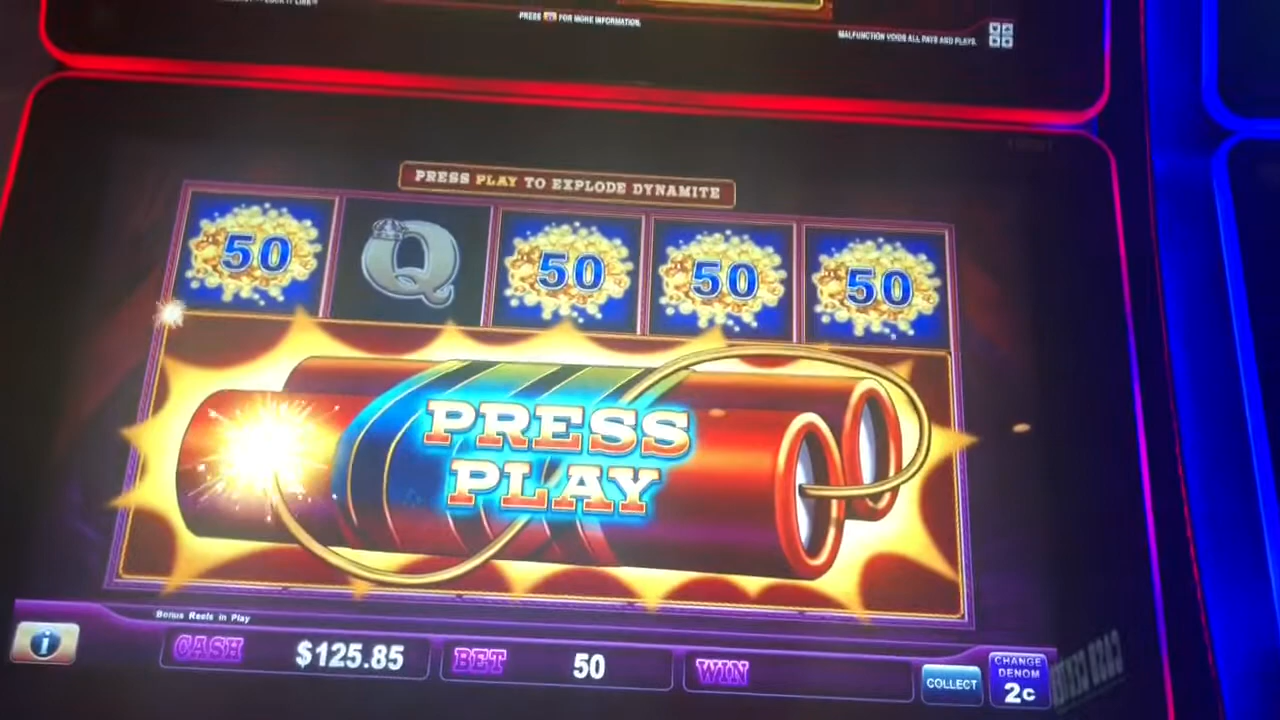 PRESS FOR MORE INFORMATION.
MALFUNCTION VOIDS ALL PAYS AND PLAYS.
PRESS PLAY TO EXPLODE DYNAMITE
50 Q 50 50 50
PRESS
PLAY
Bonus Reels in Play
i CASH $125.85 BET 50 WIN COLLECT
CHANGE
DENOM
2¢